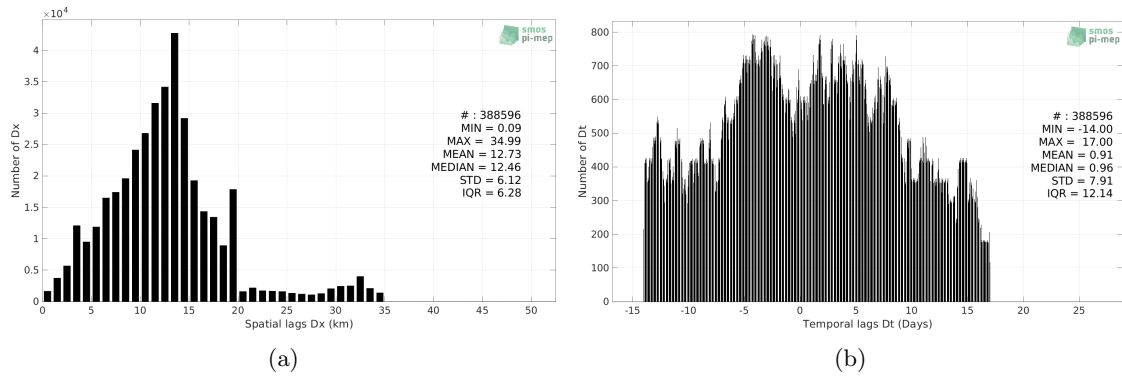 ×10⁴
smos
pi-mep
4
3.5
3
2.5
2
1.5
1
0.5
0
Number of Dx
# : 388596
MIN = 0.09
MAX = 34.99
MEAN = 12.73
MEDIAN = 12.46
STD = 6.12
IQR = 6.28
0 5 10 15 20 25 30 35 40 45 50
Spatial lags Dx (km)
(a)
smos
pi-mep
800
700
600
500
400
300
200
100
0
Number of Dt
# : 388596
MIN = -14.00
MAX = 17.00
MEAN = 0.91
MEDIAN = 0.96
STD = 7.91
IQR = 12.14
-15 -10 -5 0 5 10 15 20 25
Temporal lags Dt (Days)
(b)